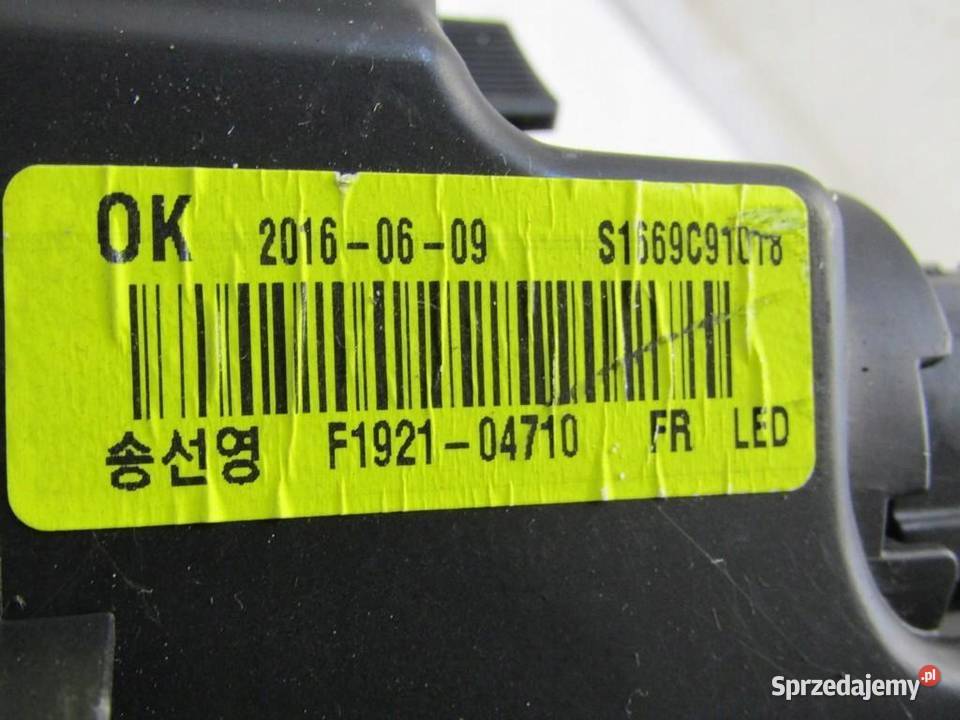 OK 2016-06-09 S1669C91018
송선영 F1921-04710 FR LED
Sprzedajemy.pl